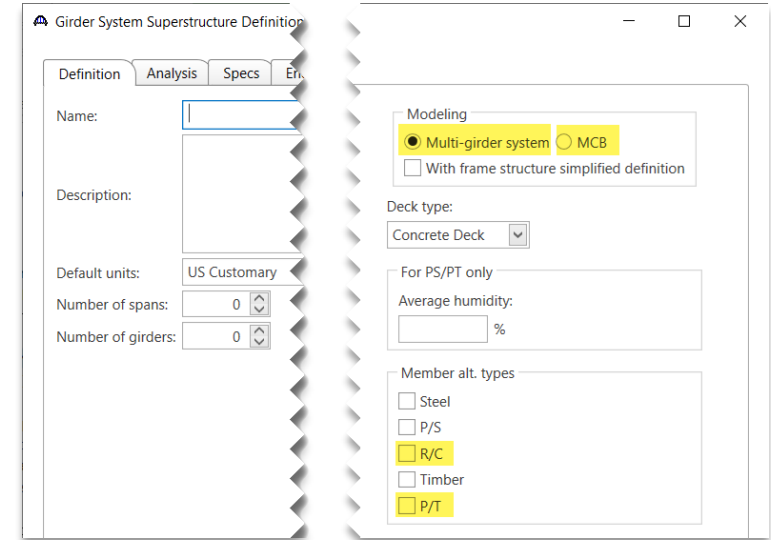 Girder System Superstructure Definition
Definition Analysis Specs
Name:
Description:
Default units: US Customary
Number of spans: 0
Number of girders: 0
Modeling
Multi-girder system MCB
With frame structure simplified definition
Deck type:
Concrete Deck
For PS/PT only
Average humidity:
%
Member alt. types
Steel
P/S
R/C
Timber
P/T